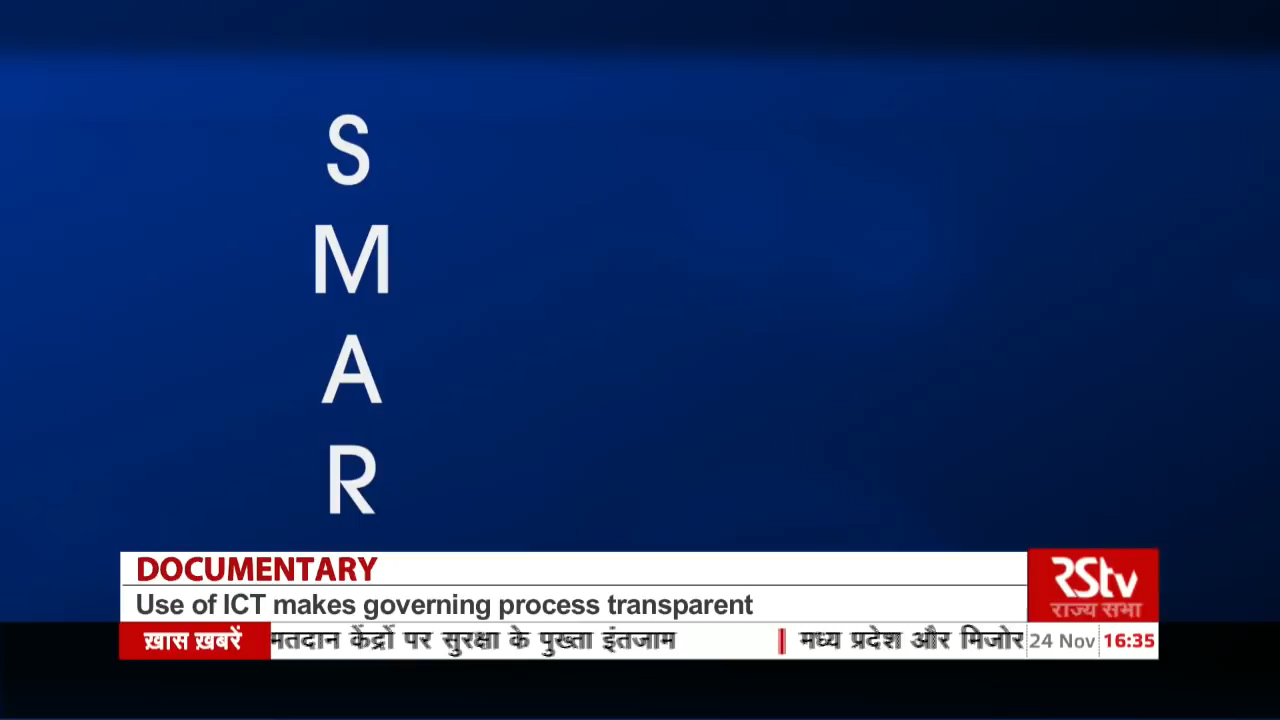 S
M
A
R
DOCUMENTARY
Use of ICT makes governing process transparent
RStv
राज्य सभा
ख़ास ख़बरें
मतदान केंद्रों पर सुरक्षा के पुख्ता इंतजाम | मध्य प्रदेश और मिजोर
24 Nov
16:35